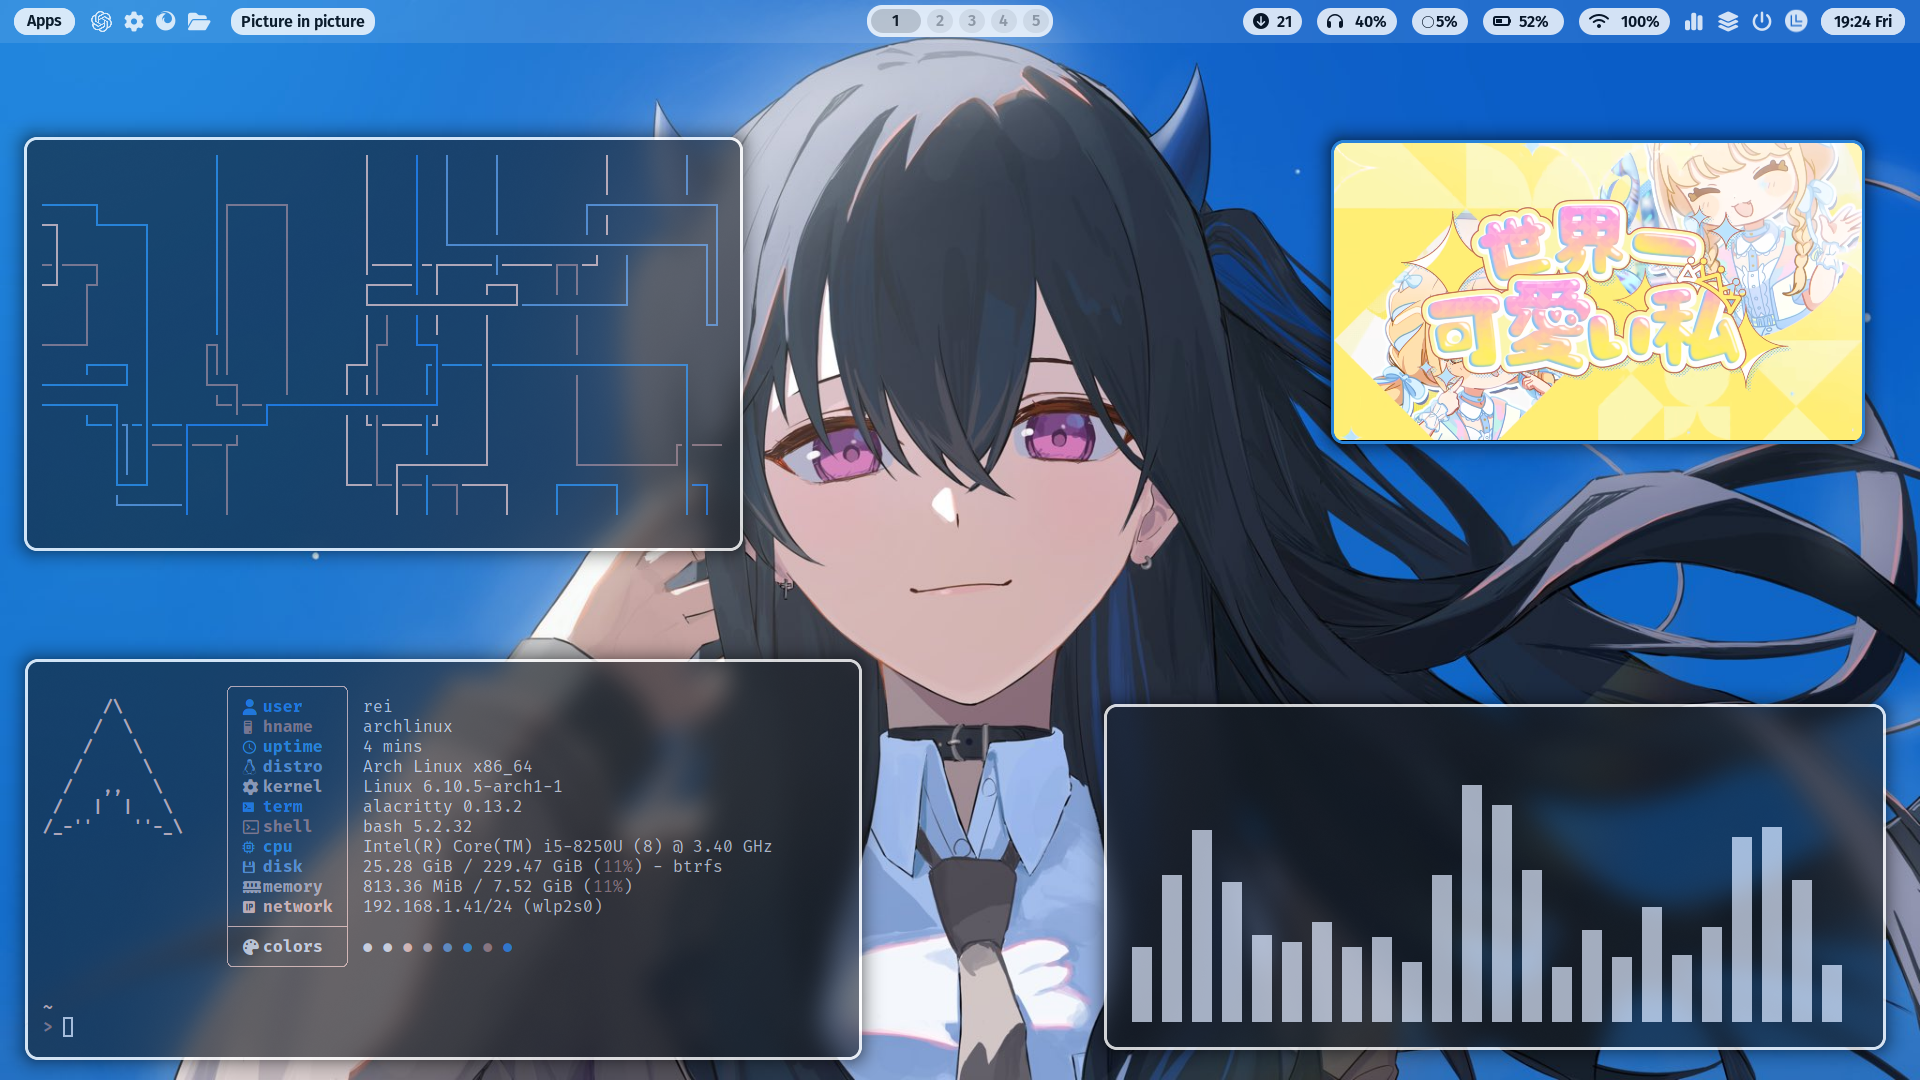 Apps Picture in picture 1 2 3 4 5 21 40% 5% 52% 100% 19:24 Fri
世界一
可愛い私
user rei
hname archlinux
uptime 4 mins
distro Arch Linux x86_64
kernel Linux 6.10.5-arch1-1
term alacritty 0.13.2
shell bash 5.2.32
cpu Intel(R) Core(TM) i5-8250U (8) @ 3.40 GHz
disk 25.28 GiB / 229.47 GiB (11%) - btrfs
memory 813.36 MiB / 7.52 GiB (11%)
network 192.168.1.41/24 (wlp2s0)
colors
~
>